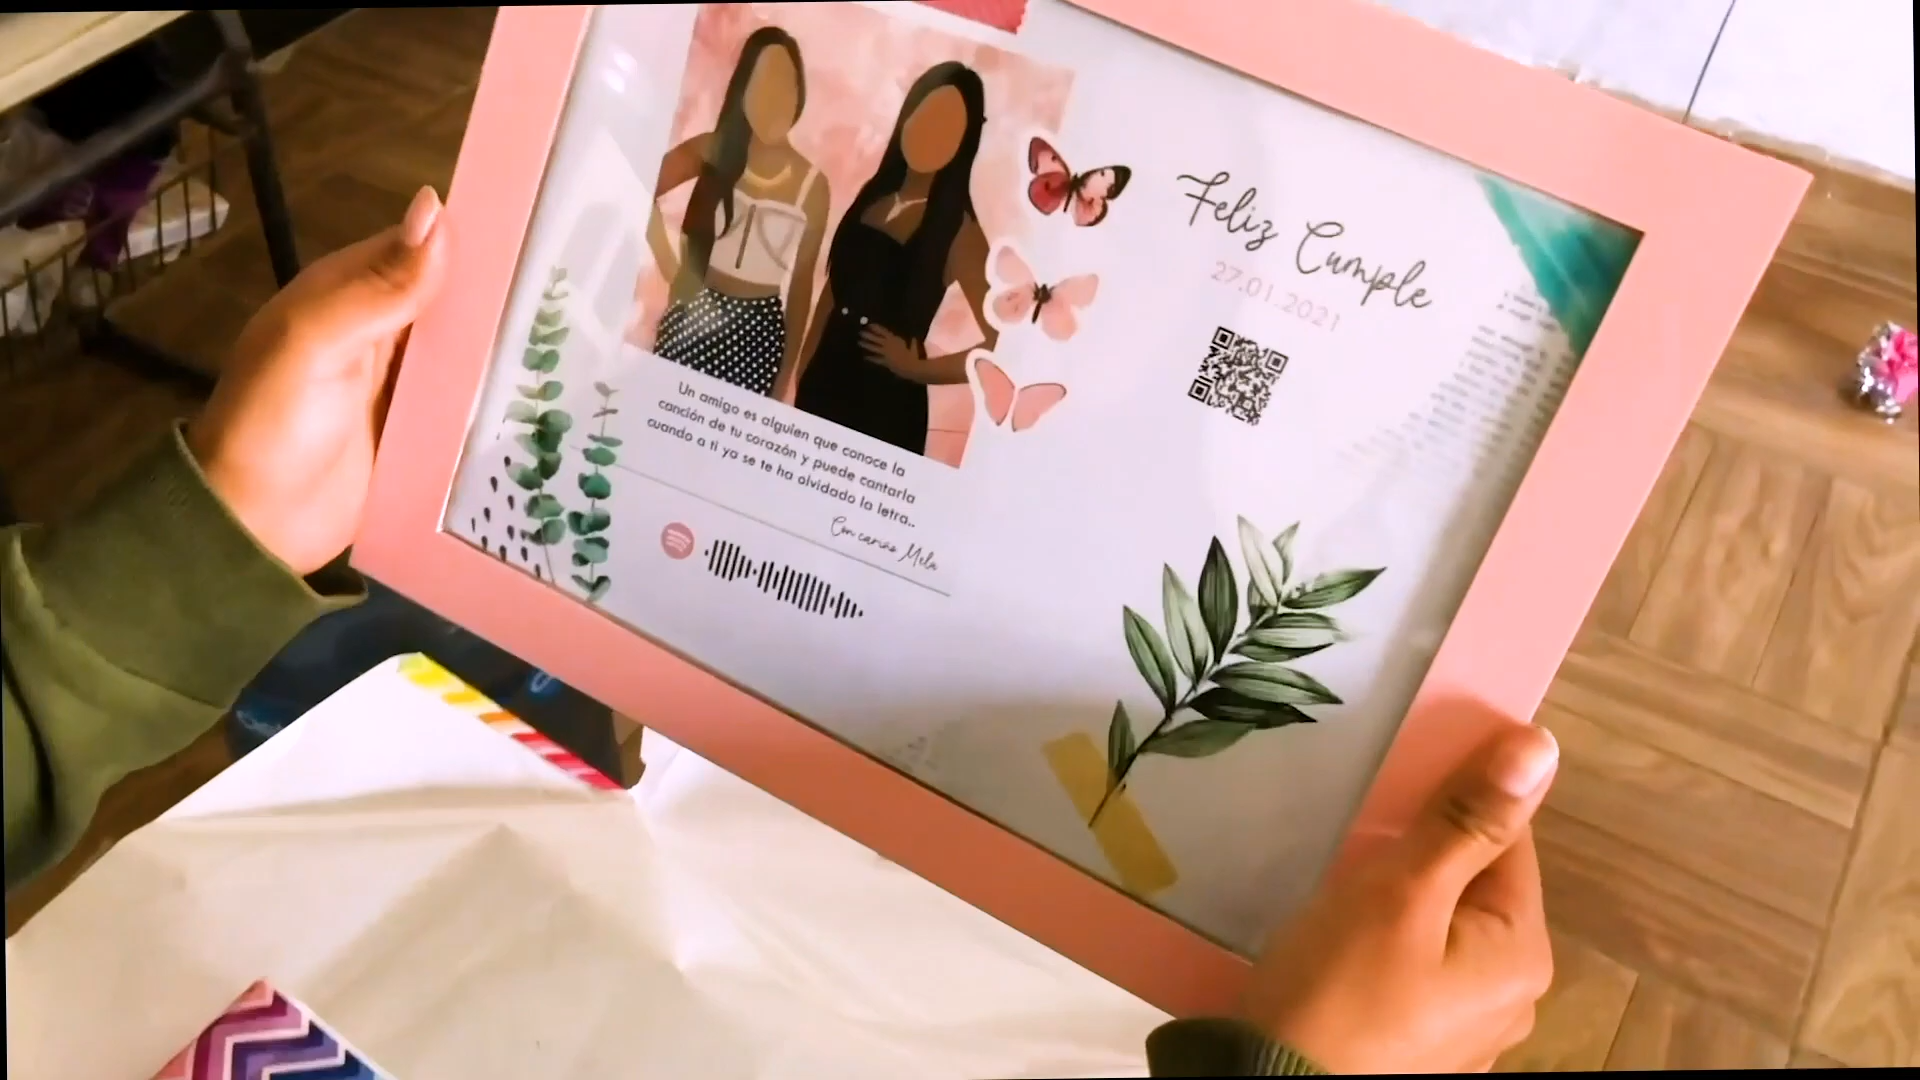 Feliz Cumple
27.01.2021
Un amigo es alguien que conoce la
canción de tu corazón y puede cantarla
cuando a ti ya se te ha olvidado la letra..
Con cariño Mela